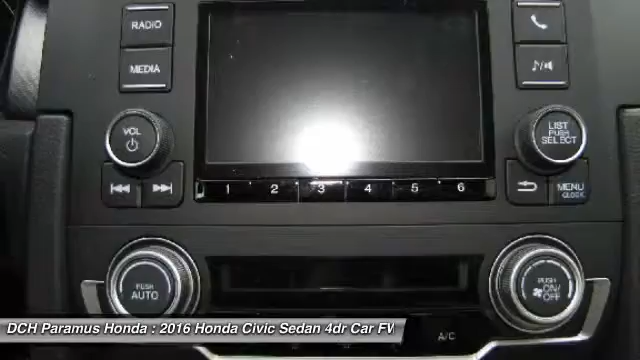 RADIO
MEDIA
VOL
LIST
PUSH
SELECT
1 2 3 4 5 6
MENU
CLOCK
PUSH
AUTO
PUSH
ON/
OFF
A/C
DCH Paramus Honda : 2016 Honda Civic Sedan 4dr Car FV